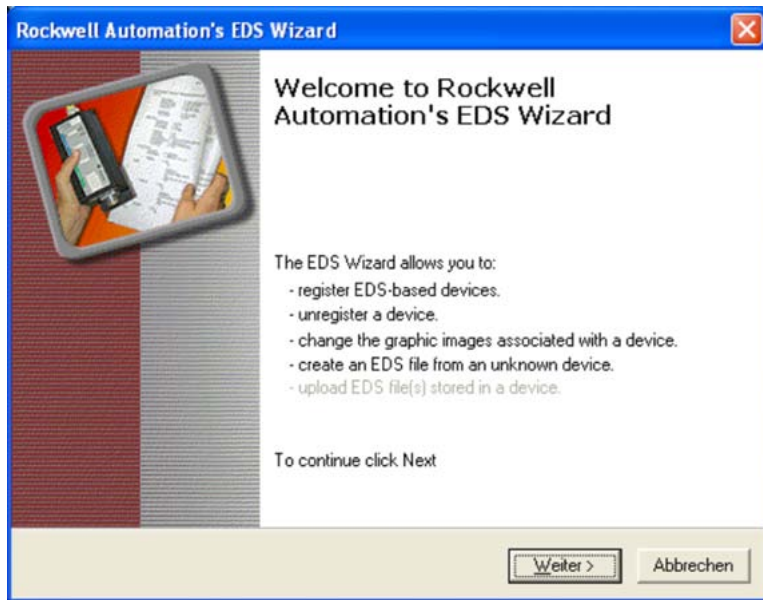 Rockwell Automation's EDS Wizard
Welcome to Rockwell
Automation's EDS Wizard
The EDS Wizard allows you to:
- register EDS-based devices.
- unregister a device.
- change the graphic images associated with a device.
- create an EDS file from an unknown device.
- upload EDS file(s) stored in a device.
To continue click Next
Weiter >
Abbrechen